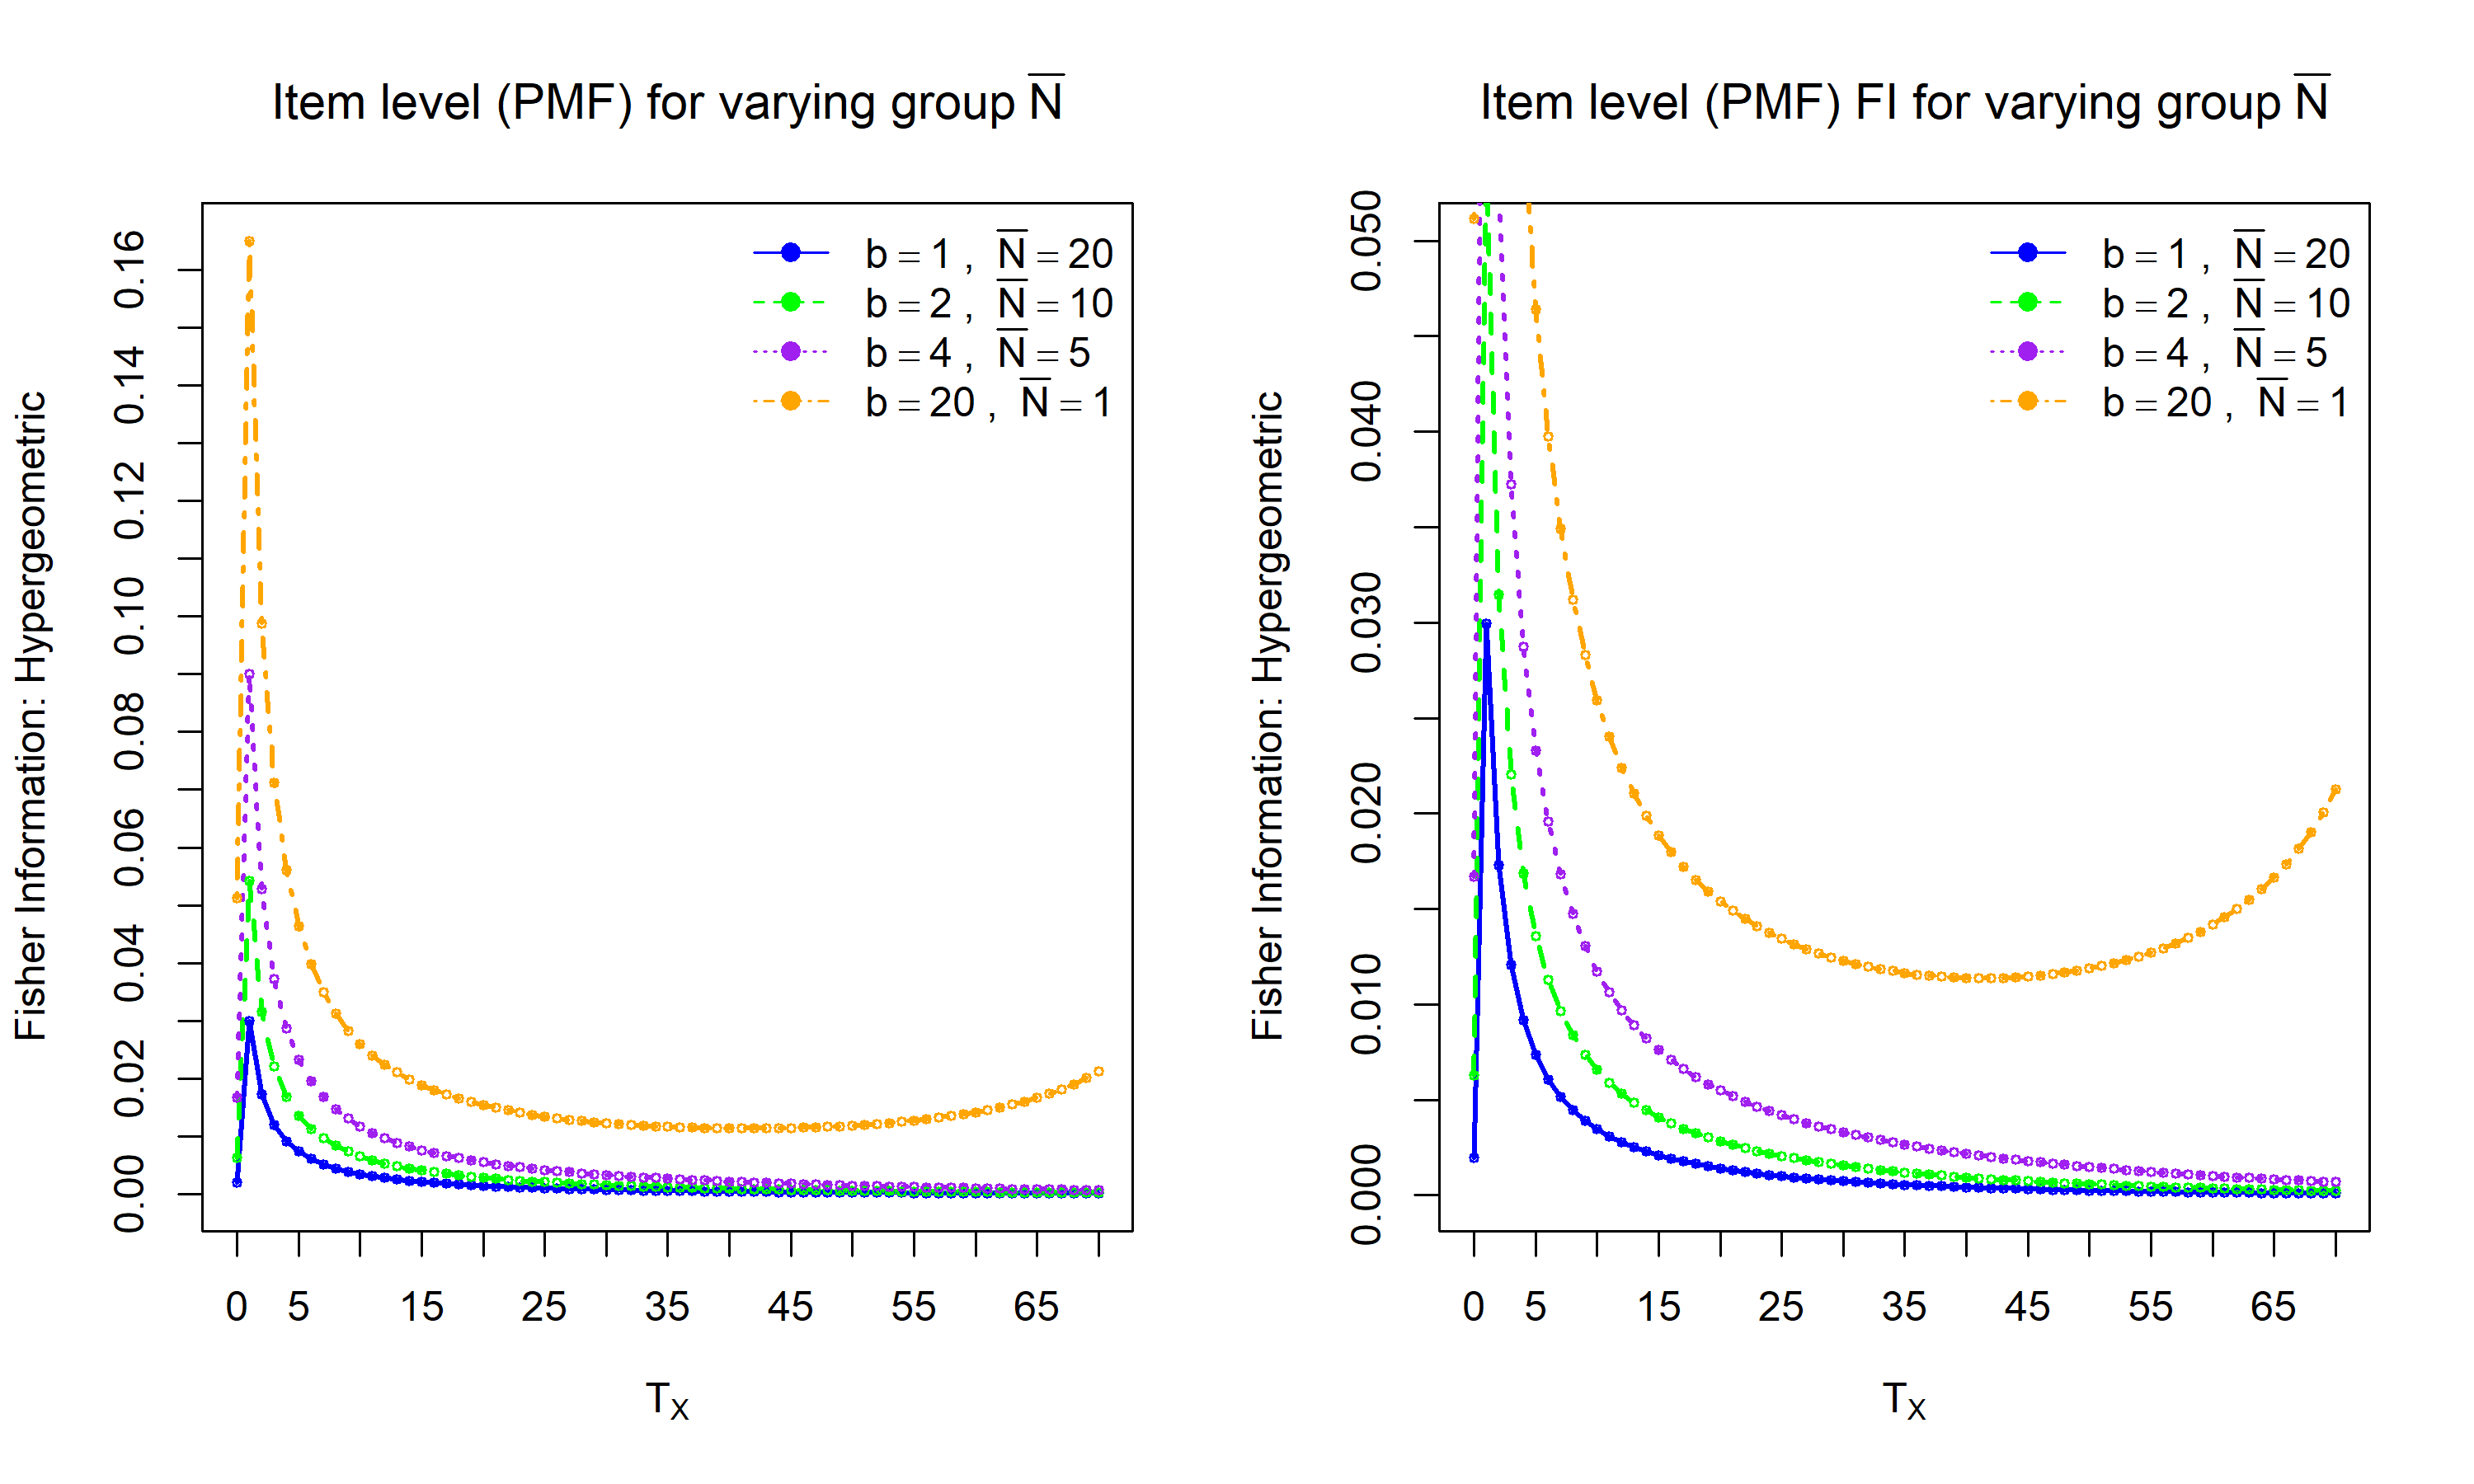 Item level (PMF) for varying group N̅
Fisher Information: Hypergeometric
0.16
0.14
0.12
0.10
0.08
0.06
0.04
0.02
0.00
b = 1 , N̅ = 20
b = 2 , N̅ = 10
b = 4 , N̅ = 5
b = 20 , N̅ = 1
0 5 15 25 35 45 55 65
T_X
Item level (PMF) FI for varying group N̅
Fisher Information: Hypergeometric
0.050
0.040
0.030
0.020
0.010
0.000
b = 1 , N̅ = 20
b = 2 , N̅ = 10
b = 4 , N̅ = 5
b = 20 , N̅ = 1
0 5 15 25 35 45 55 65
T_X